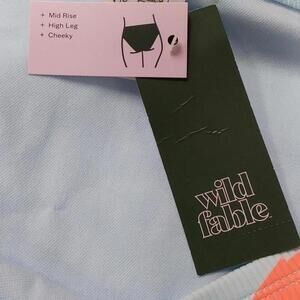 + Mid Rise
+ High Leg
+ Cheeky
wild
fable